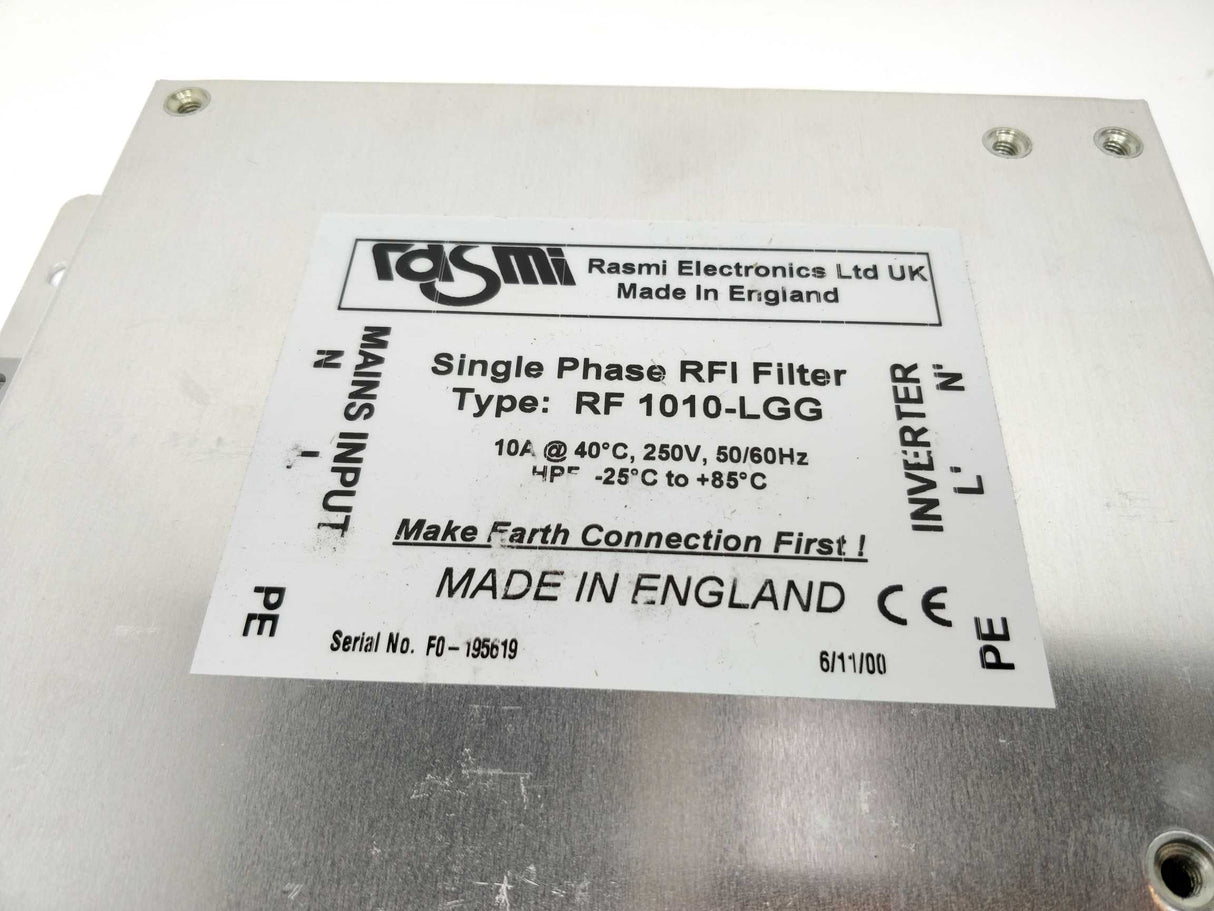 rasmi Rasmi Electronics Ltd UK
Made In England
MAINS INPUT
N
L
PE
Single Phase RFI Filter
Type: RF 1010-LGG
10A @ 40°C, 250V, 50/60Hz
HPF -25°C to +85°C
Make Earth Connection First !
MADE IN ENGLAND CE
Serial No. F0-195619
6/11/00
INVERTER
N'
L'
PE